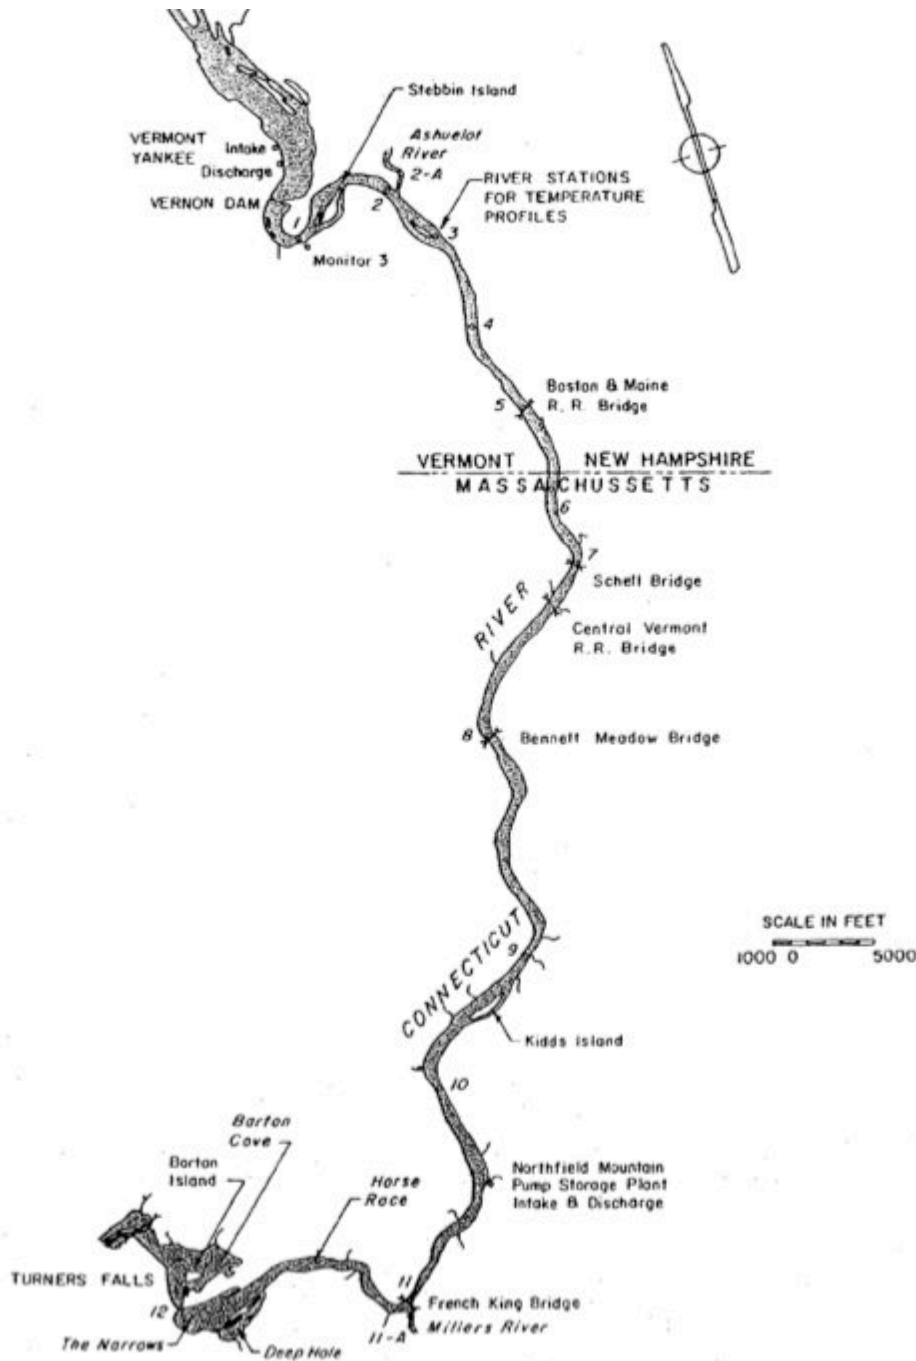 Stebbin Island
Ashuelot
River
2-A
VERMONT
YANKEE
Intake
Discharge
RIVER STATIONS
FOR TEMPERATURE
PROFILES
VERNON DAM
1
2
3
Monitor 3
4
5
Boston & Maine
R. R. Bridge
VERMONT NEW HAMPSHIRE
MASSACHUSSETTS
6
7
Schell Bridge
RIVER
Central Vermont
R.R. Bridge
8
Bennett Meadow Bridge
SCALE IN FEET
1000 0 5000
CONNECTICUT
9
Kidds Island
10
Barton
Cove
Barton
Island
Horse
Race
Northfield Mountain
Pump Storage Plant
Intake & Discharge
TURNERS FALLS
11
French King Bridge
12
11-A
Millers River
The Narrows
Deep Hole